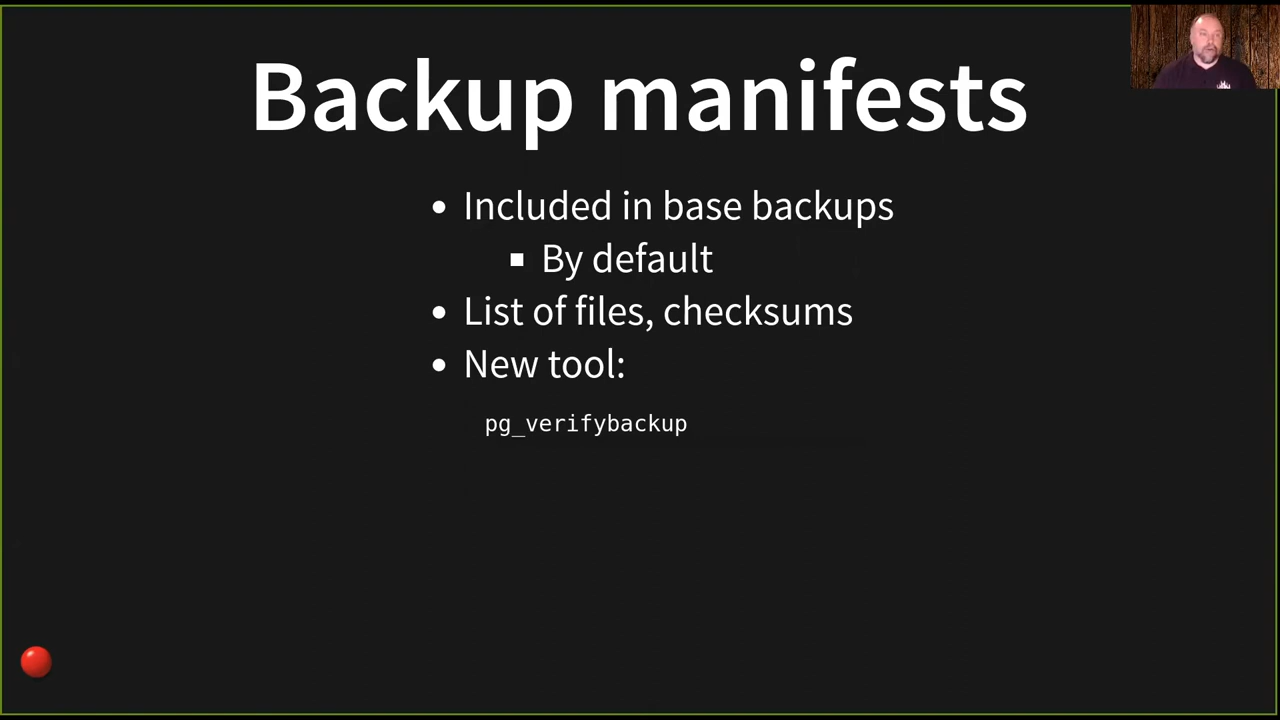 Backup manifests
Included in base backups
By default
List of files, checksums
New tool:
pg_verifybackup